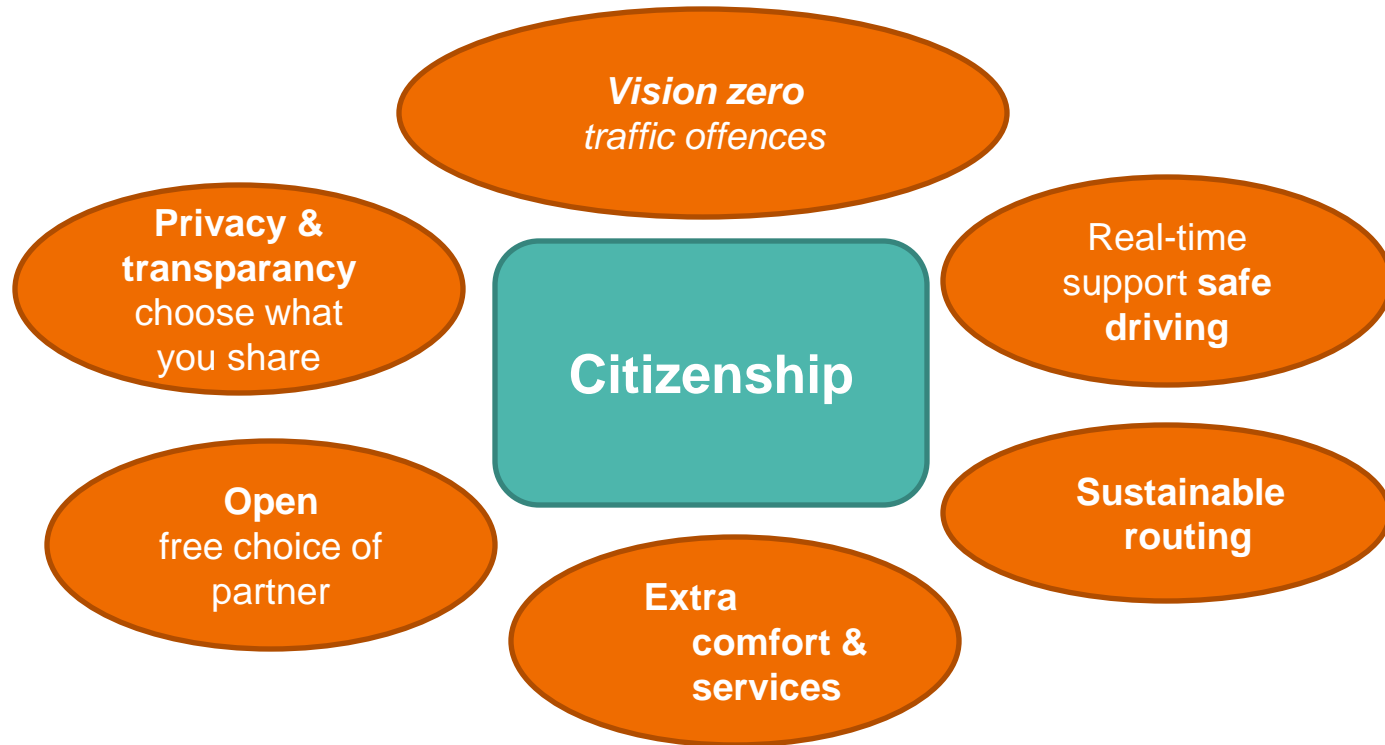 Vision zero
traffic offences
Privacy &
transparancy
choose what
you share
Real-time
support safe
driving
Citizenship
Open
free choice of
partner
Sustainable
routing
Extra
comfort &
services